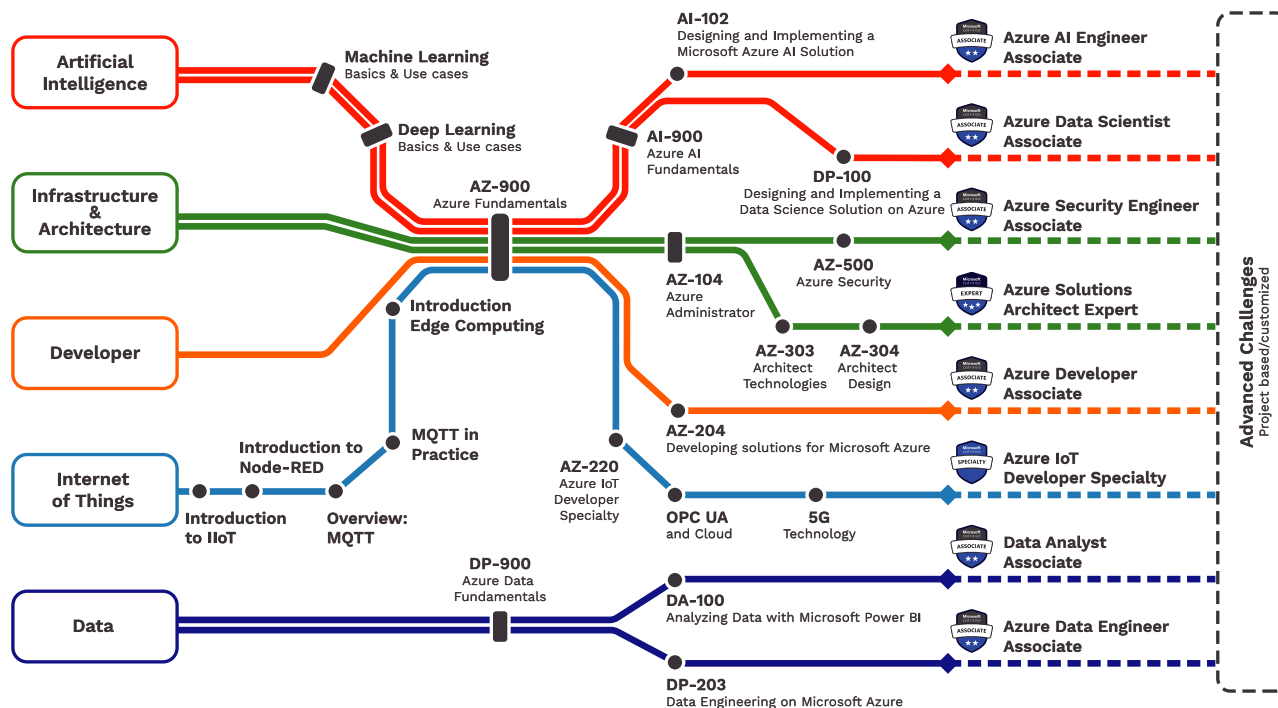 Artificial
Intelligence
Machine Learning
Basics & Use cases
Deep Learning
Basics & Use cases
AI-102
Designing and Implementing a
Microsoft Azure AI Solution
ASSOCIATE
Azure AI Engineer
Associate
AI-900
Azure AI
Fundamentals
DP-100
Designing and Implementing a
Data Science Solution on Azure
ASSOCIATE
Azure Data Scientist
Associate
Infrastructure
&
Architecture
AZ-900
Azure Fundamentals
AZ-104
Azure
Administrator
AZ-500
Azure Security
ASSOCIATE
Azure Security Engineer
Associate
AZ-303
Architect
Technologies
AZ-304
Architect
Design
EXPERT
Azure Solutions
Architect Expert
Developer
AZ-204
Developing solutions for Microsoft Azure
ASSOCIATE
Azure Developer
Associate
Internet
of Things
Introduction
to IIoT
Introduction to
Node-RED
Overview:
MQTT
MQTT in
Practice
Introduction
Edge Computing
AZ-220
Azure IoT
Developer
Specialty
OPC UA
and Cloud
5G
Technology
SPECIALTY
Azure IoT
Developer Specialty
Data
DP-900
Azure Data
Fundamentals
DA-100
Analyzing Data with Microsoft Power BI
ASSOCIATE
Data Analyst
Associate
DP-203
Data Engineering on Microsoft Azure
ASSOCIATE
Azure Data Engineer
Associate
Advanced Challenges
Project based/customized